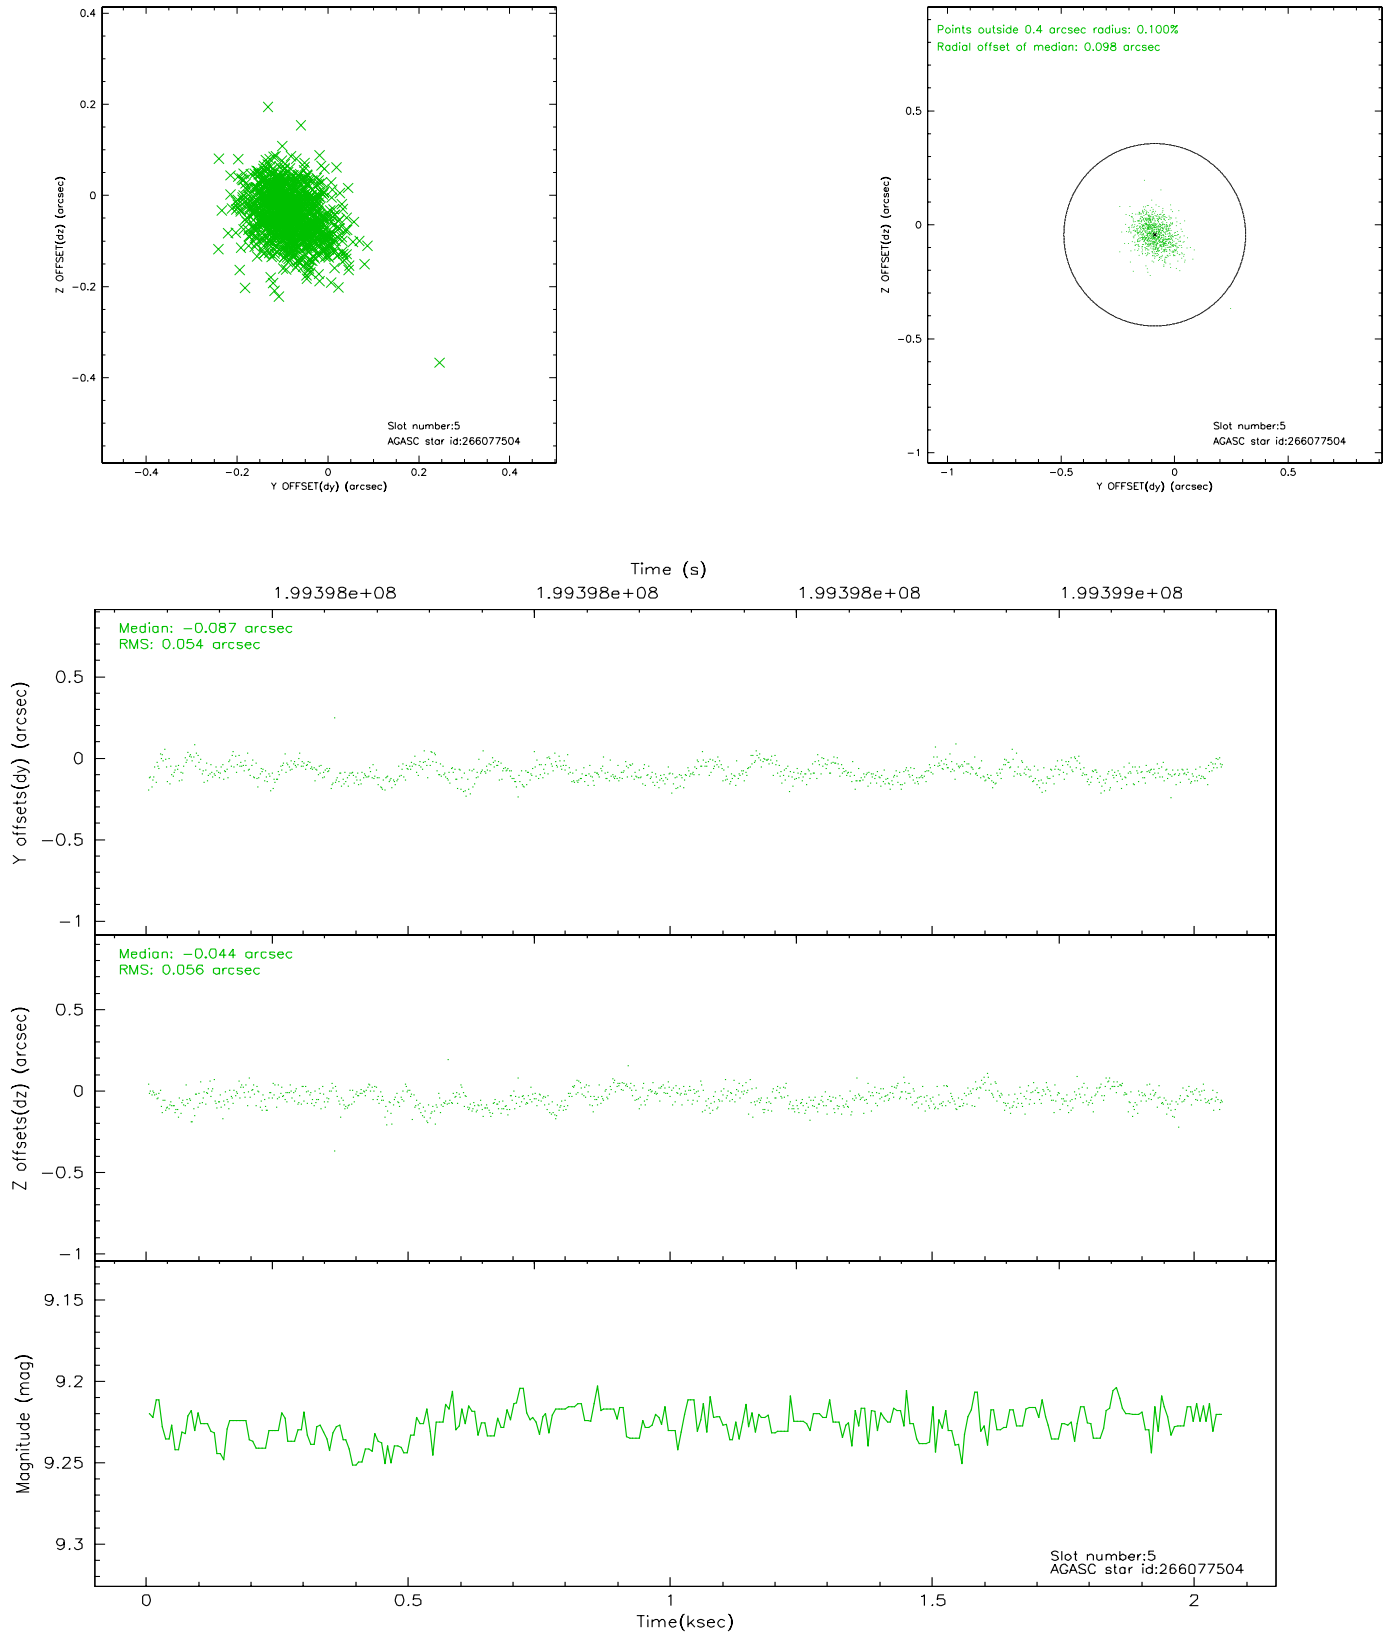 0.4
0.2
0
−0.2
−0.4
Z OFFSET(dz) (arcsec)
Slot number:5
AGASC star id:266077504
−0.4 −0.2 0 0.2 0.4
Y OFFSET(dy) (arcsec)
Points outside 0.4 arcsec radius: 0.100%
Radial offset of median: 0.098 arcsec
0.5
0
−0.5
−1
Z OFFSET(dz) (arcsec)
Slot number:5
AGASC star id:266077504
−1 −0.5 0 0.5
Y OFFSET(dy) (arcsec)
Time (s)
1.99398e+08 1.99398e+08 1.99398e+08 1.99399e+08
Median: −0.087 arcsec
RMS: 0.054 arcsec
0.5
0
−0.5
−1
Y offsets(dy) (arcsec)
Median: −0.044 arcsec
RMS: 0.056 arcsec
0.5
0
−0.5
−1
Z offsets(dz) (arcsec)
9.15
9.2
9.25
9.3
Magnitude (mag)
Slot number:5
AGASC star id:266077504
0 0.5 1 1.5 2
Time(ksec)